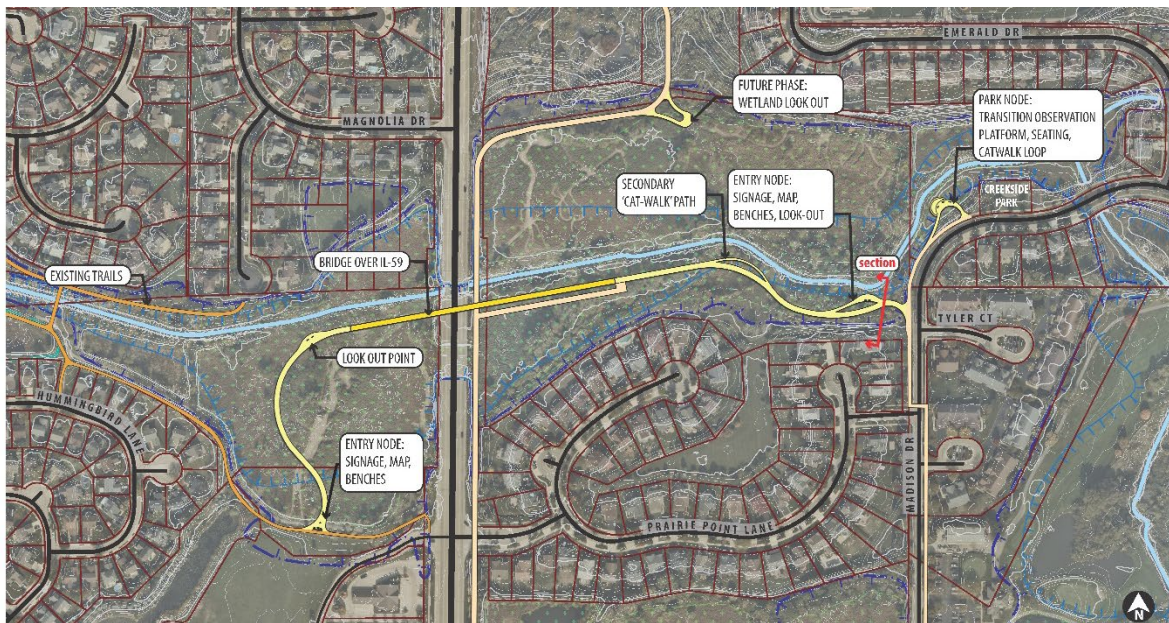 EMERALD DR
FUTURE PHASE:
WETLAND LOOK OUT
PARK NODE:
TRANSITION OBSERVATION
PLATFORM, SEATING,
CATWALK LOOP
MAGNOLIA DR
SECONDARY
'CAT-WALK' PATH
ENTRY NODE:
SIGNAGE, MAP,
BENCHES, LOOK-OUT
CREEKSIDE
PARK
EXISTING TRAILS
BRIDGE OVER IL-59
section
TYLER CT
LOOK OUT POINT
HUMMINGBIRD LANE
ENTRY NODE:
SIGNAGE, MAP,
BENCHES
MADISON DR
PRAIRIE POINT LANE
N